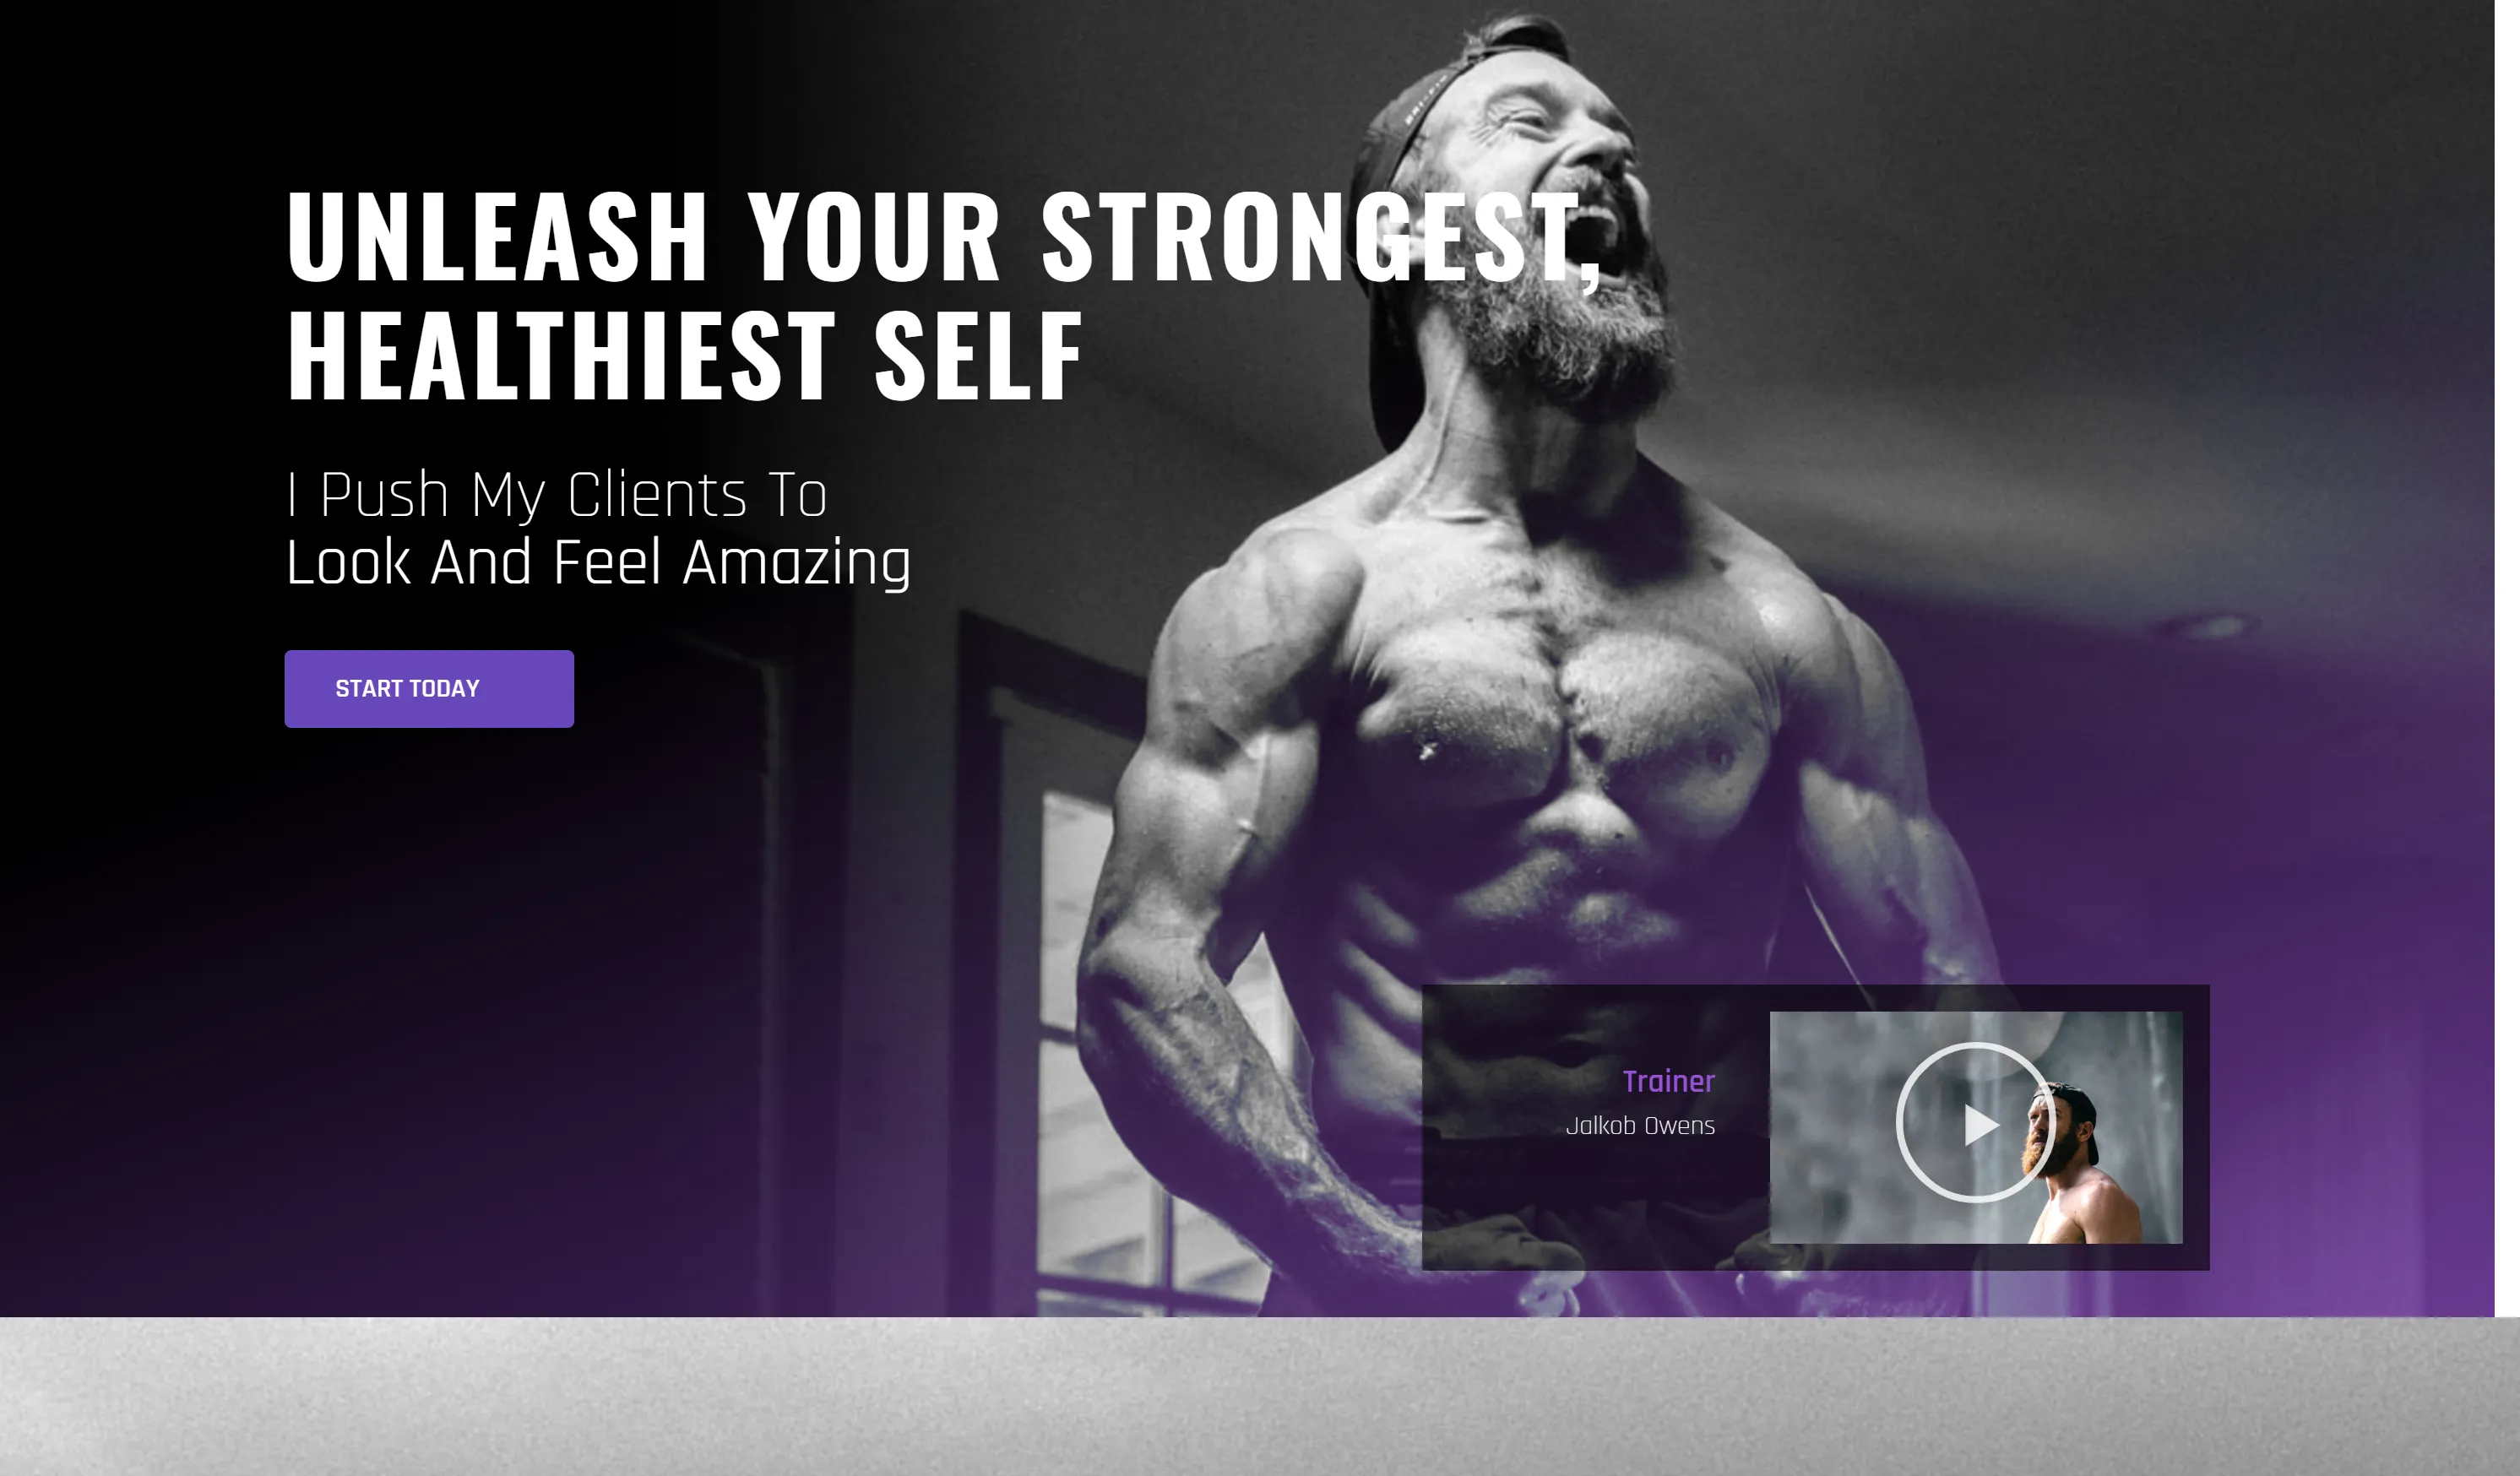 UNLEASH YOUR STRONGEST,
HEALTHIEST SELF
I Push My Clients To
Look And Feel Amazing
START TODAY
Trainer
Jalkob Owens